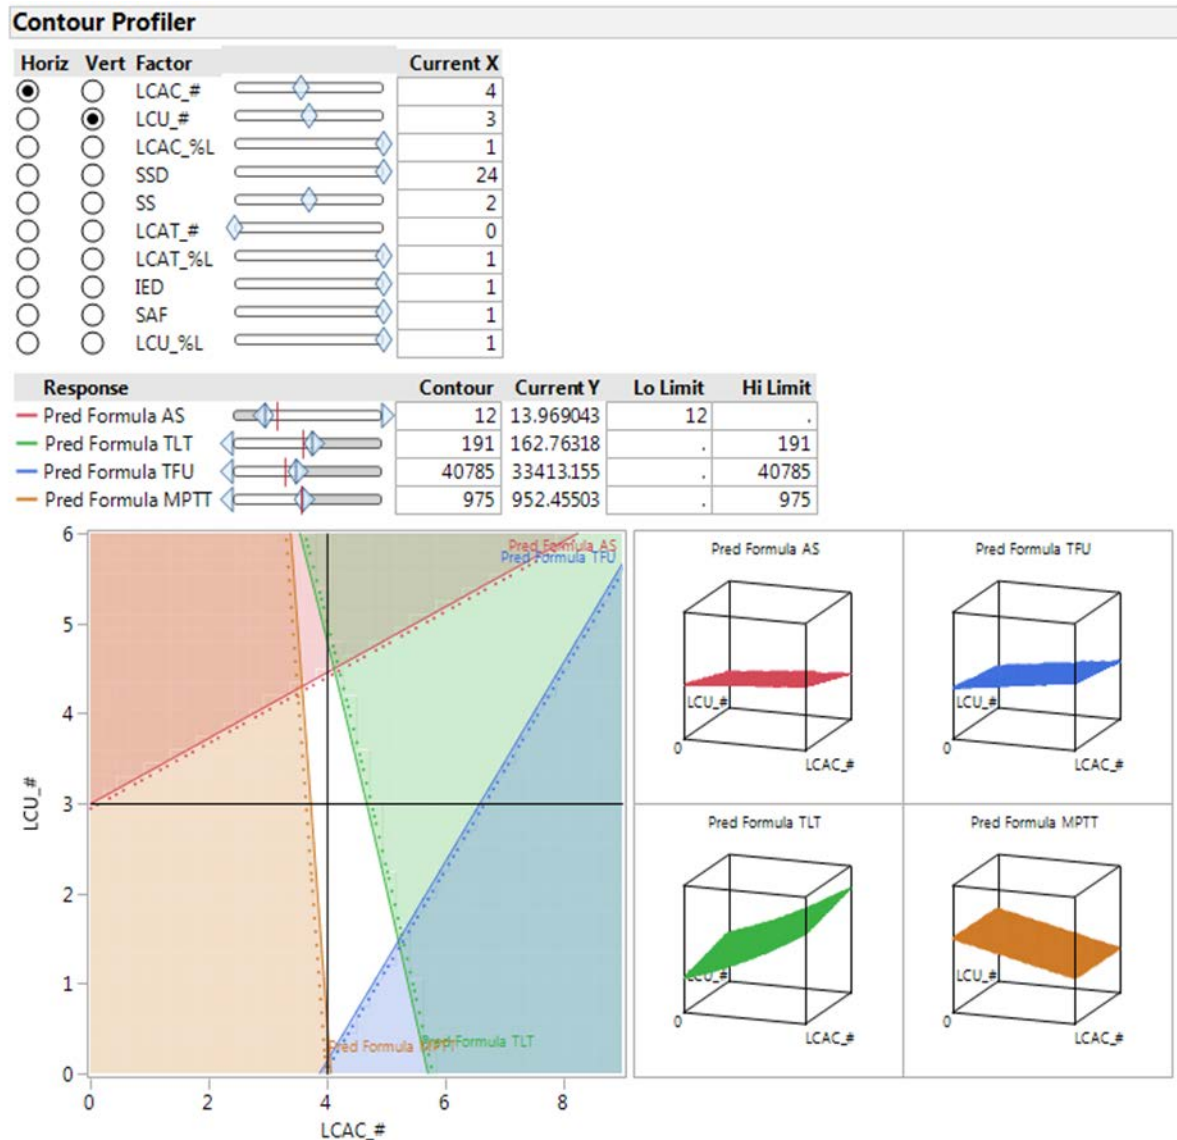 Contour Profiler
Horiz Vert Factor Current X
LCAC_# 4
LCU_# 3
LCAC_%L 1
SSD 24
SS 2
LCAT_# 0
LCAT_%L 1
IED 1
SAF 1
LCU_%L 1
Response Contour Current Y Lo Limit Hi Limit
Pred Formula AS 12 13.969043 12 .
Pred Formula TLT 191 162.76318 . 191
Pred Formula TFU 40785 33413.155 . 40785
Pred Formula MPTT 975 952.45503 . 975
6
5
4
3
2
1
0
LCU_#
Pred Formula AS
Pred Formula TFU
Pred Formula MPTT
Pred Formula TLT
0 2 4 6 8
LCAC_#
Pred Formula AS
LCU_#
0
LCAC_#
Pred Formula TFU
LCU_#
0
LCAC_#
Pred Formula TLT
LCU_#
0
LCAC_#
Pred Formula MPTT
LCU_#
0
LCAC_#